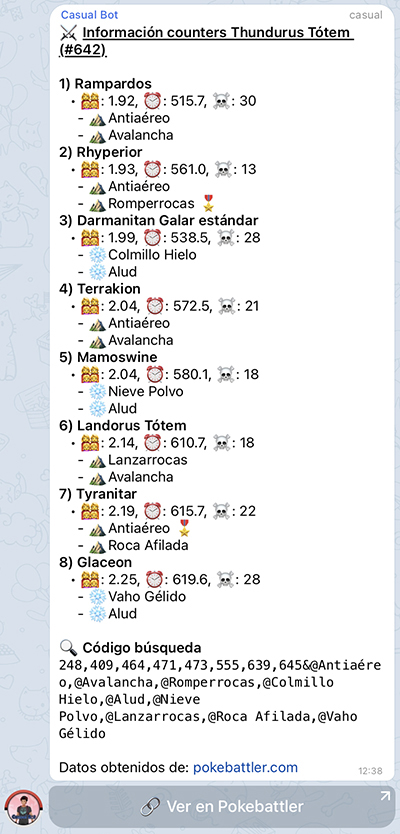 Casual Bot casual
⚔️ Información counters Thundurus Tótem
(#642)
1) Rampardos
• 👯: 1.92, ⏰: 515.7, ☠️: 30
- ⛰️Antiaéreo
- ⛰️Avalancha
2) Rhyperior
• 👯: 1.93, ⏰: 561.0, ☠️: 13
- ⛰️Antiaéreo
- ⛰️Romperrocas 🎖️
3) Darmanitan Galar estándar
• 👯: 1.99, ⏰: 538.5, ☠️: 28
- ❄️Colmillo Hielo
- ❄️Alud
4) Terrakion
• 👯: 2.04, ⏰: 572.5, ☠️: 21
- ⛰️Antiaéreo
- ⛰️Avalancha
5) Mamoswine
• 👯: 2.04, ⏰: 580.1, ☠️: 18
- ❄️Nieve Polvo
- ❄️Alud
6) Landorus Tótem
• 👯: 2.14, ⏰: 610.7, ☠️: 18
- ⛰️Lanzarrocas
- ⛰️Avalancha
7) Tyranitar
• 👯: 2.19, ⏰: 615.7, ☠️: 22
- ⛰️Antiaéreo 🎖️
- ⛰️Roca Afilada
8) Glaceon
• 👯: 2.25, ⏰: 619.6, ☠️: 28
- ❄️Vaho Gélido
- ❄️Alud
🔍 Código búsqueda
248,409,464,471,473,555,639,645&@Antiaére
o,@Avalancha,@Romperrocas,@Colmillo
Hielo,@Alud,@Nieve
Polvo,@Lanzarrocas,@Roca Afilada,@Vaho
Gélido
Datos obtenidos de: pokebattler.com
12:38
🔗 Ver en Pokebattler